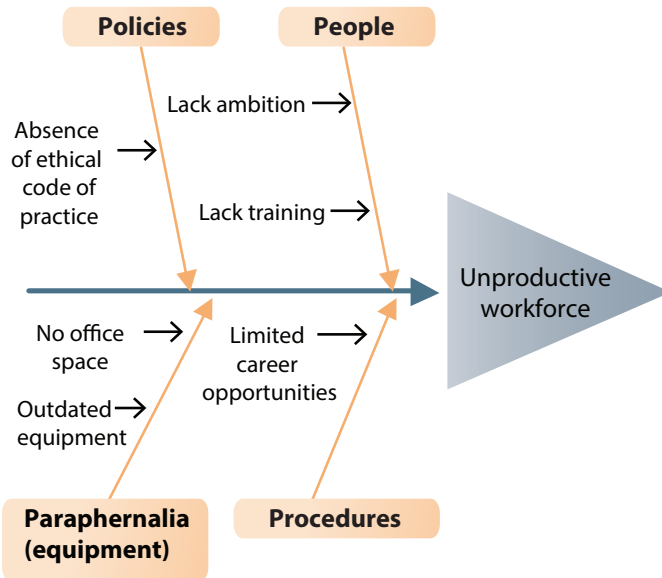 Policies
People
Lack ambition
Absence
of ethical
code of
practice
Lack training
Unproductive
workforce
No office
space
Limited
career
opportunities
Outdated
equipment
Paraphernalia
(equipment)
Procedures